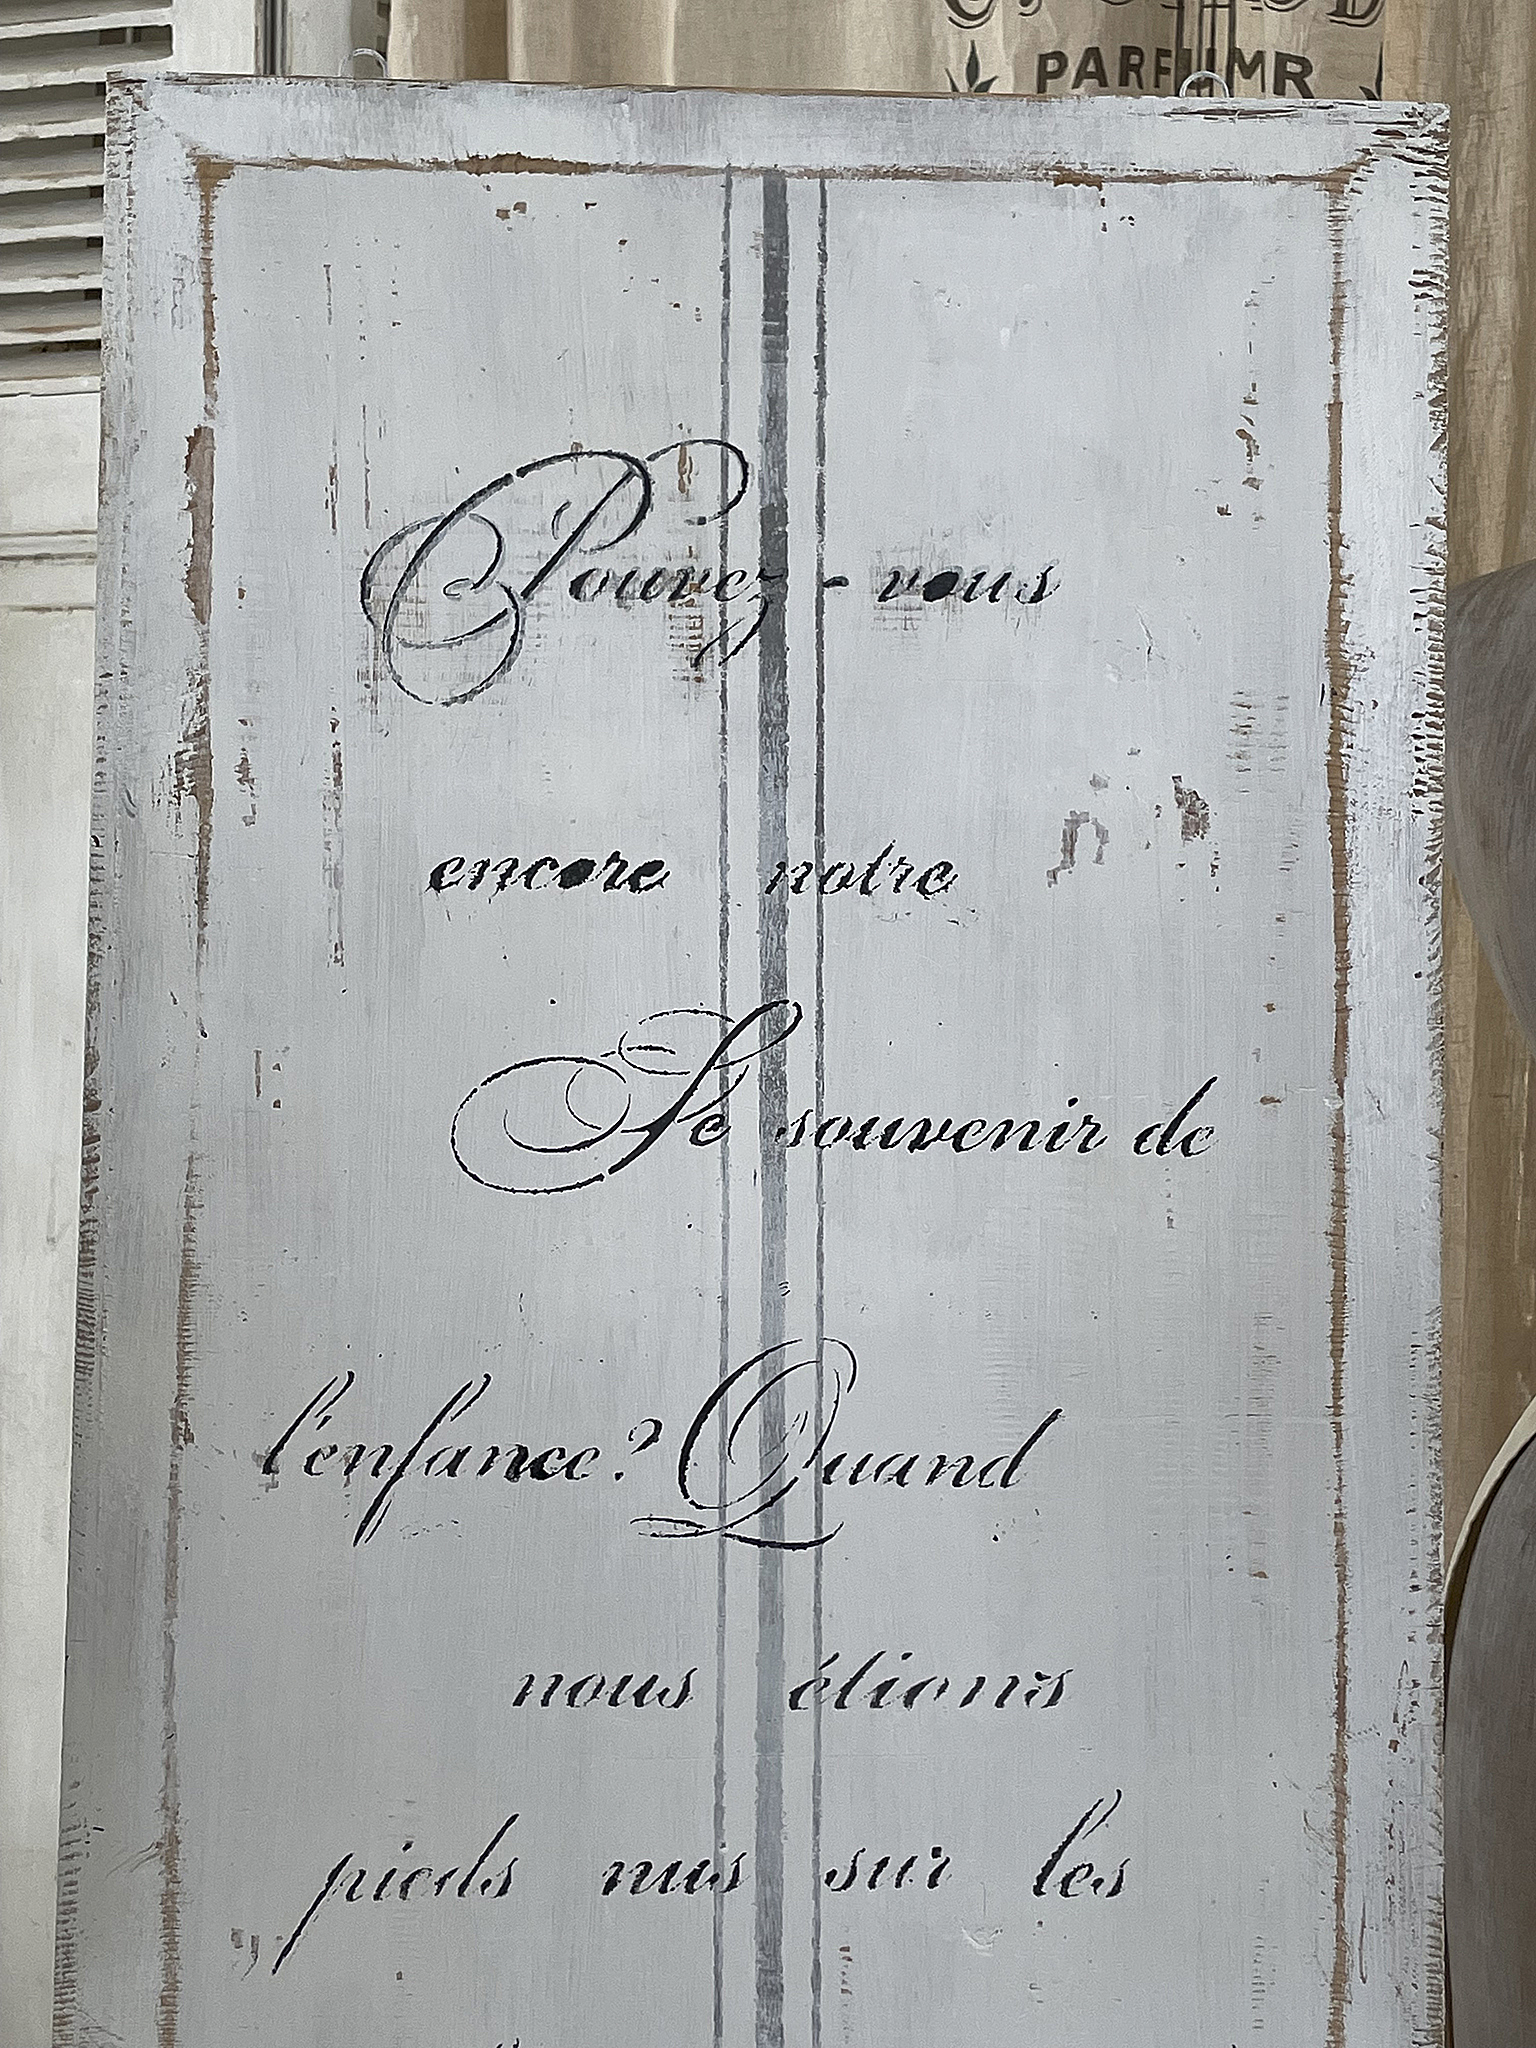 PARFUMR
Pouvez - vous
encore notre
Se souvenir de
l'enfance? Quand
nous étions
pieds nus sur les